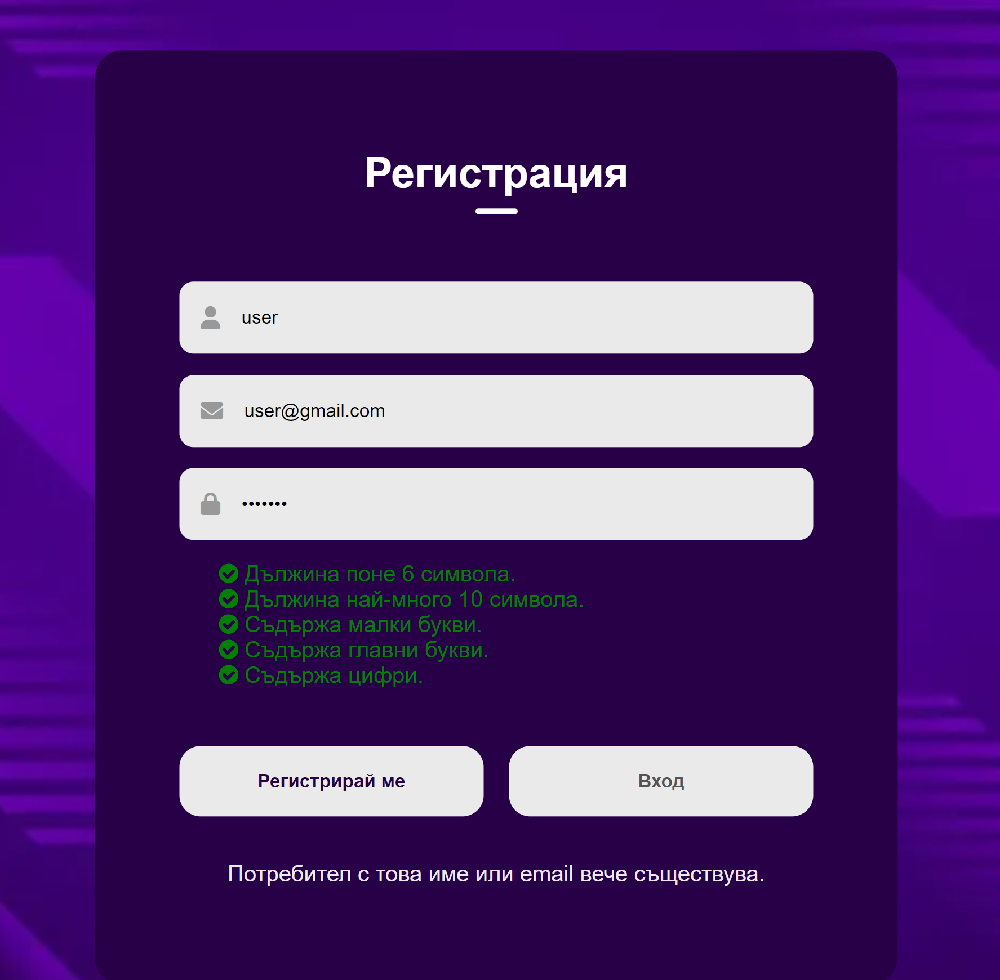 Регистрация
user
user@gmail.com
•••••••
Дължина поне 6 символа.
Дължина най-много 10 символа.
Съдържа малки букви.
Съдържа главни букви.
Съдържа цифри.
Регистрирай ме
Вход
Потребител с това име или email вече съществува.